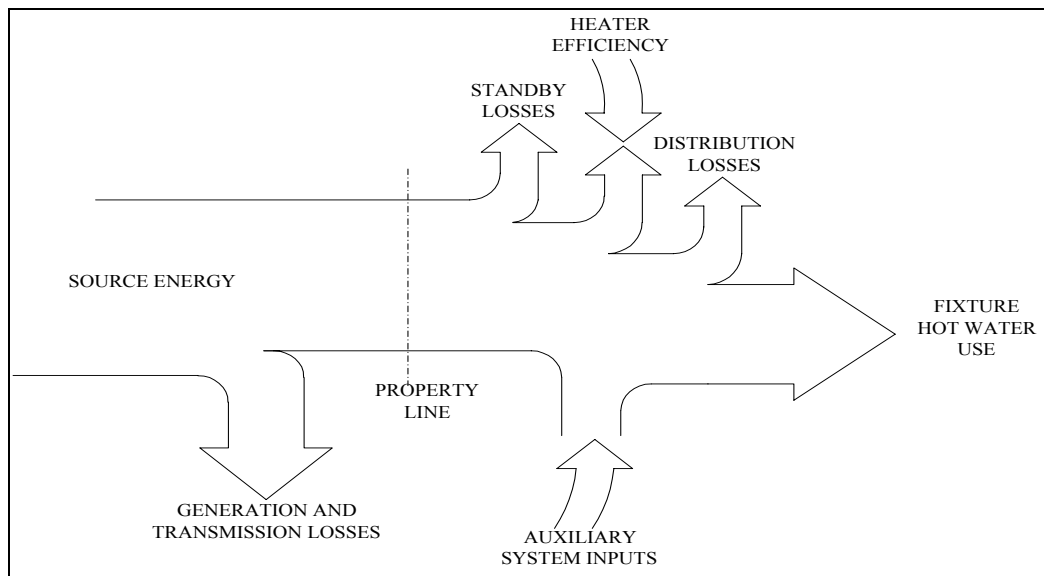 HEATER
EFFICIENCY
STANDBY
LOSSES
DISTRIBUTION
LOSSES
SOURCE ENERGY
FIXTURE
HOT WATER
USE
PROPERTY
LINE
GENERATION AND
TRANSMISSION LOSSES
AUXILIARY
SYSTEM INPUTS